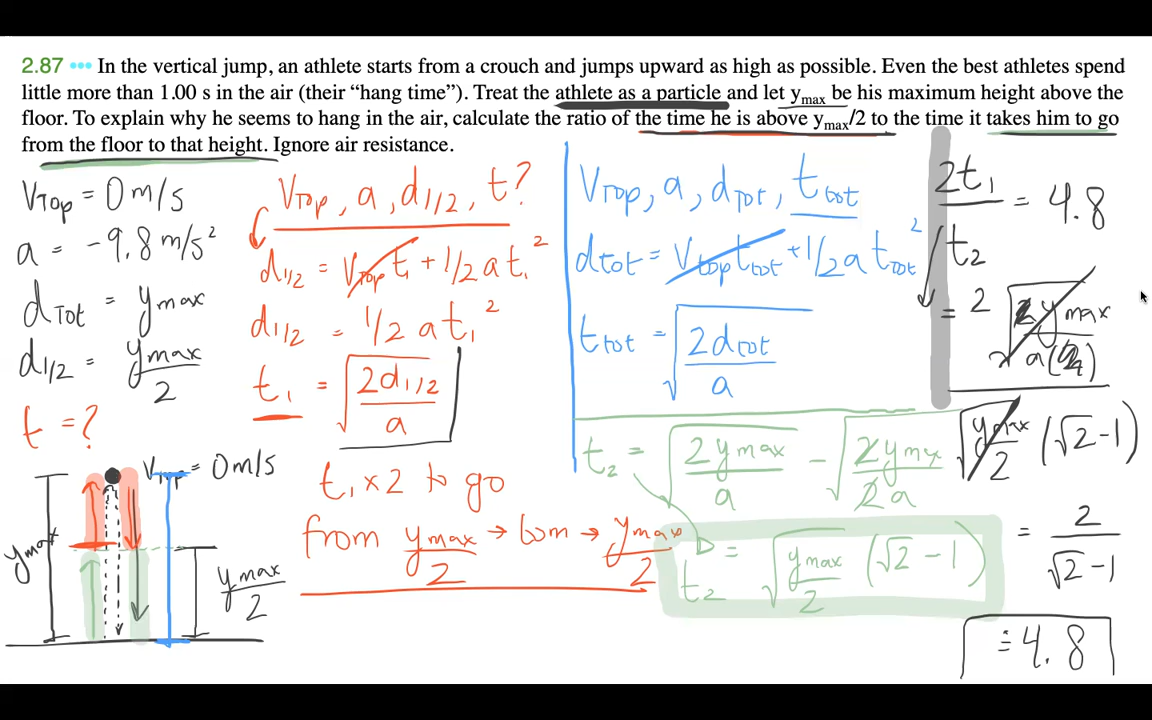 2.87 ••• In the vertical jump, an athlete starts from a crouch and jumps upward as high as possible. Even the best athletes spend
little more than 1.00 s in the air (their “hang time”). Treat the athlete as a particle and let ymax be his maximum height above the
floor. To explain why he seems to hang in the air, calculate the ratio of the time he is above ymax/2 to the time it takes him to go
from the floor to that height. Ignore air resistance.
VTop = 0 m/s
a = -9.8 m/s²
dTot = ymax
d1/2 = ymax/2
t = ?
VTop = 0 m/s
ymax
ymax/2
VTop, a, d1/2, t?
d1/2 = VTop t1 + 1/2 a t1²
d1/2 = 1/2 a t1²
t1 = √(2d1/2/a)
t1 x 2 to go
from ymax/2 → ymax/2
VTop, a, dTot, ttot
dtot = Vtop ttot + 1/2 a ttot²
ttot = √(2dtot/a)
t2 = √(2ymax/a) - √(2ymax/2a)
t2 = √(ymax/2) (√2 - 1)
2t1/t2 = 4.8
= 2
ymax
√(ymax/2) (√2 - 1)
= 2/(√2 - 1)
= 4.8